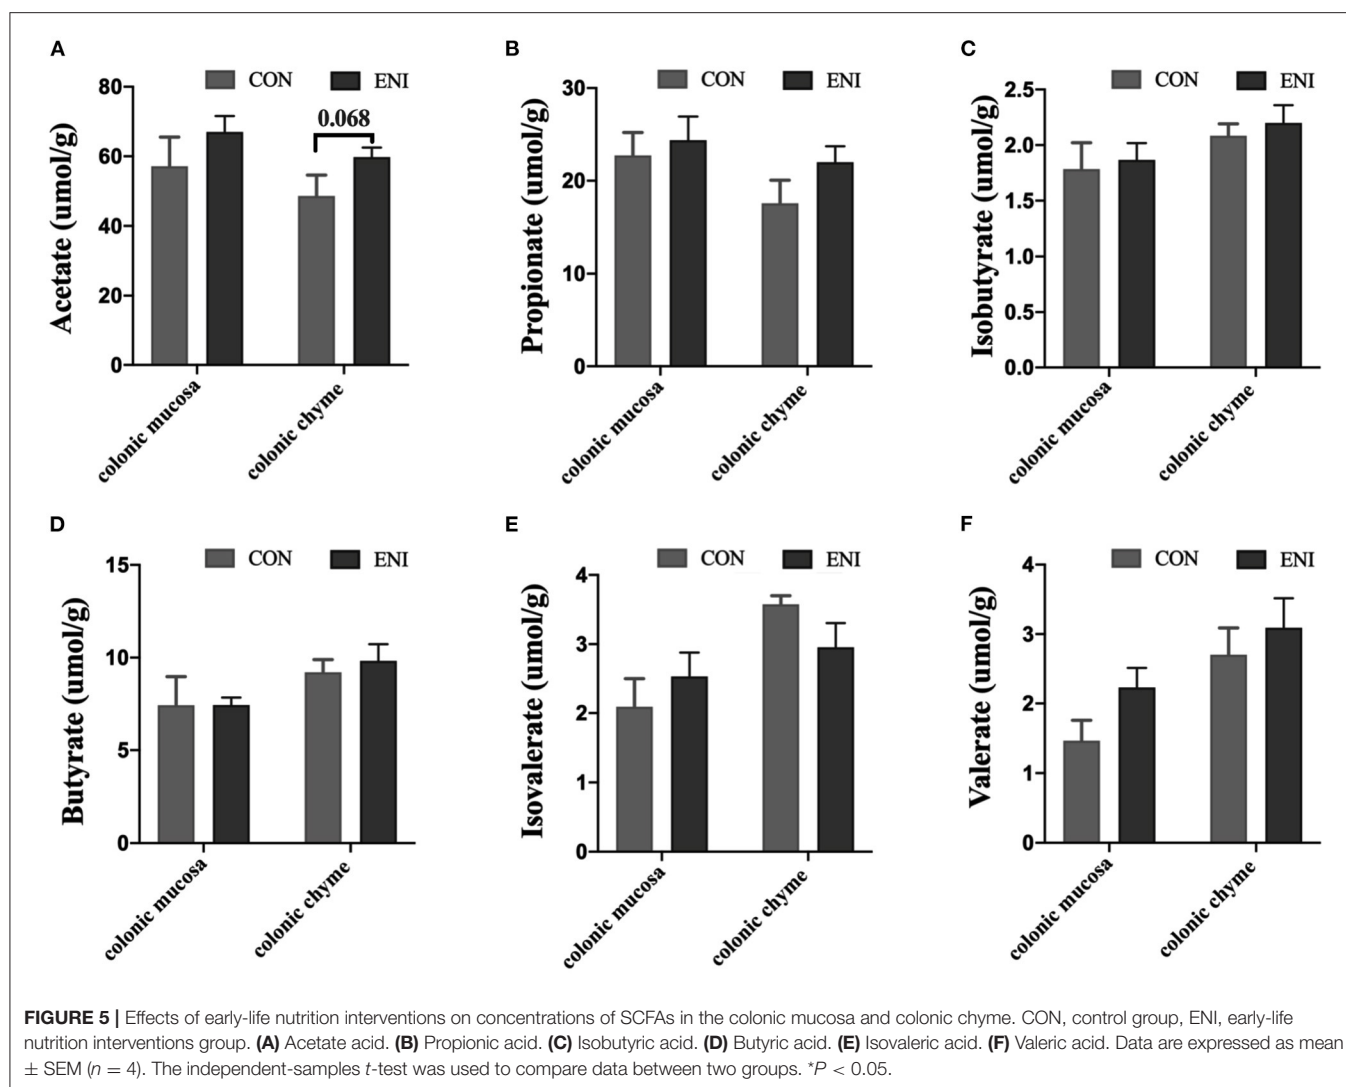 A
CON ENI
Acetate (umol/g)
80
60
40
20
0
0.068
colonic mucosa
colonic chyme
B
CON ENI
Propionate (umol/g)
30
20
10
0
colonic mucosa
colonic chyme
C
CON ENI
Isobutyrate (umol/g)
2.5
2.0
1.5
1.0
0.5
0.0
colonic mucosa
colonic chyme
D
CON ENI
Butyrate (umol/g)
15
10
5
0
colonic mucosa
colonic chyme
E
CON ENI
Isovalerate (umol/g)
4
3
2
1
0
colonic mucosa
colonic chyme
F
CON ENI
Valerate (umol/g)
4
3
2
1
0
colonic mucosa
colonic chyme
FIGURE 5 | Effects of early-life nutrition interventions on concentrations of SCFAs in the colonic mucosa and colonic chyme. CON, control group, ENI, early-life
nutrition interventions group. (A) Acetate acid. (B) Propionic acid. (C) Isobutyric acid. (D) Butyric acid. (E) Isovaleric acid. (F) Valeric acid. Data are expressed as mean
± SEM (n = 4). The independent-samples t-test was used to compare data between two groups. *P < 0.05.